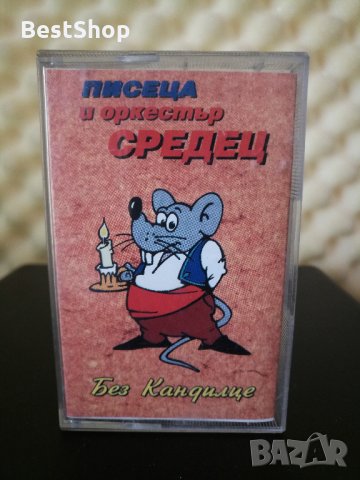 BestShop
ПИСЕЦА
и оркестър
СРЕДЕЦ
Без Кандилце
BAZAR